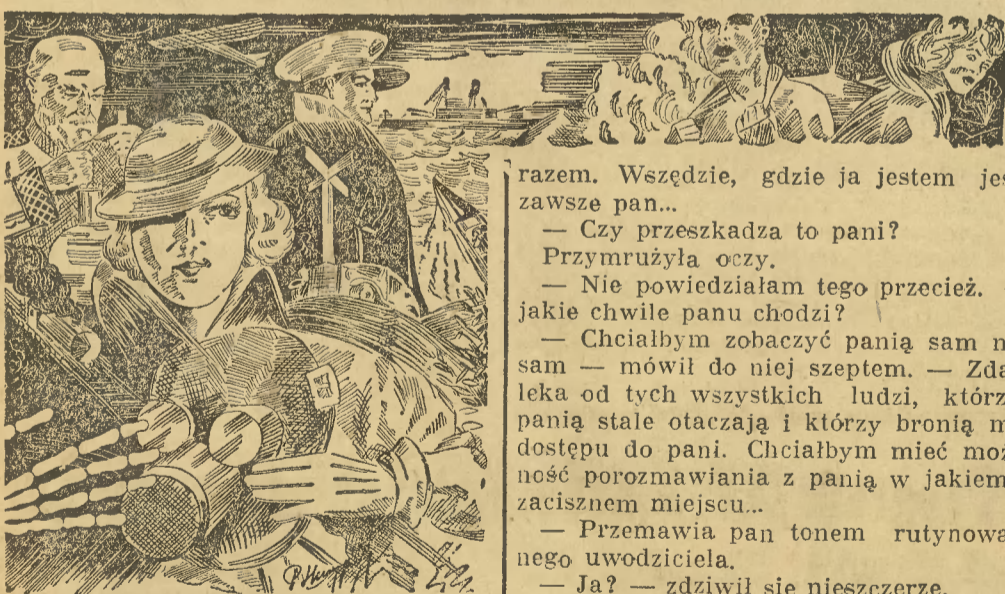 razem. Wszędzie, gdzie ja jestem jes
zawsze pan...
— Czy przeszkadza to pani?
Przymrużyła oczy.
— Nie powiedziałam tego przecież.
jakie chwile panu chodzi?
— Chciałbym zobaczyć panią sam n
sam — mówił do niej szeptem. — Zda
leka od tych wszystkich ludzi, którz
panią stale otaczają i którzy bronią m
dostępu do pani. Chciałbym mieć moż
ność porozmawiania z panią w jakiem
zacisznem miejscu...
— Przemawia pan tonem rutynowa
nego uwodziciela.
— Ja? — zdziwił się nieszczerze.